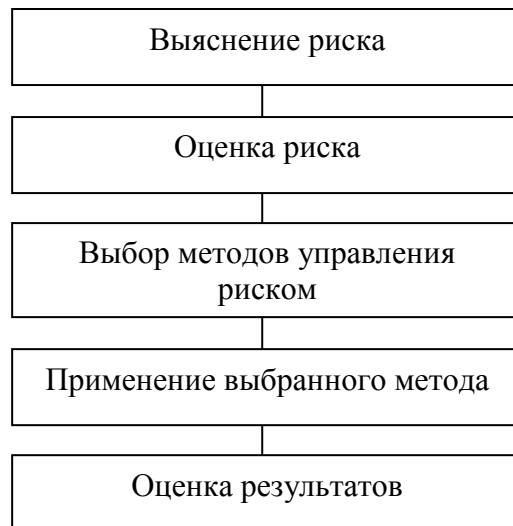 Выяснение риска
Оценка риска
Выбор методов управления
риском
Применение выбранного метода
Оценка результатов